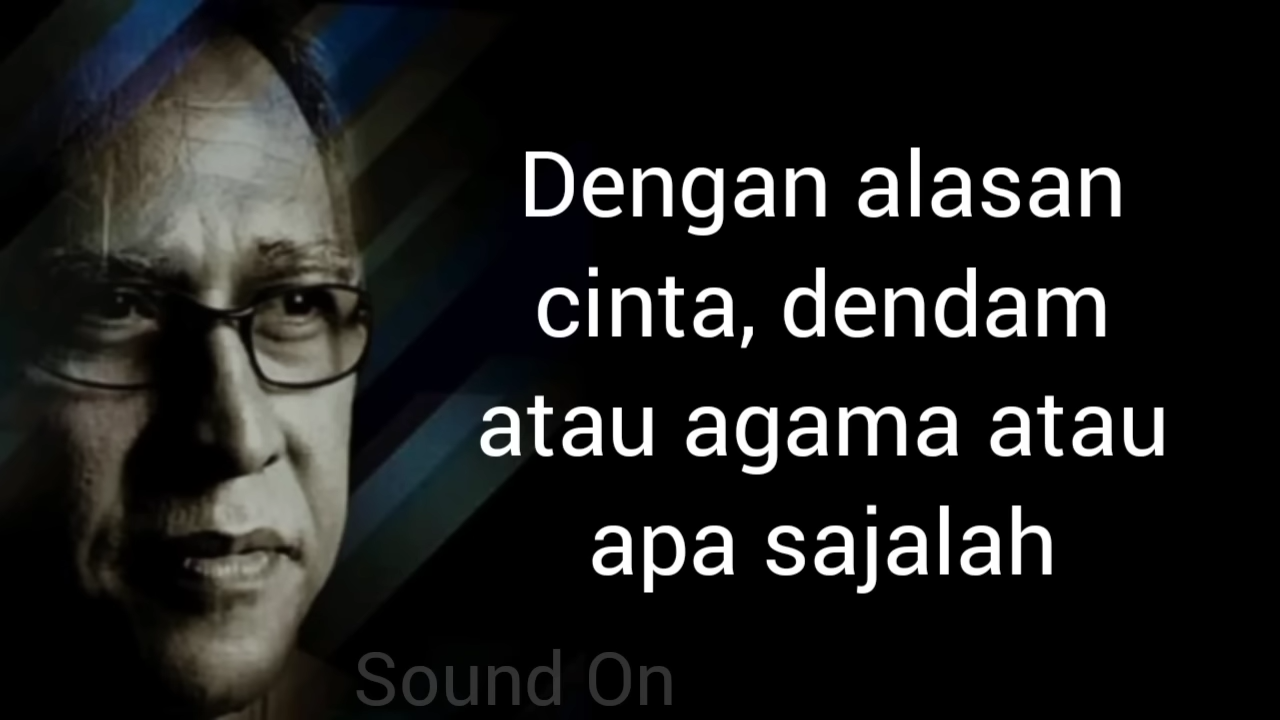 Dengan alasan
cinta, dendam
atau agama atau
apa sajalah
Sound On